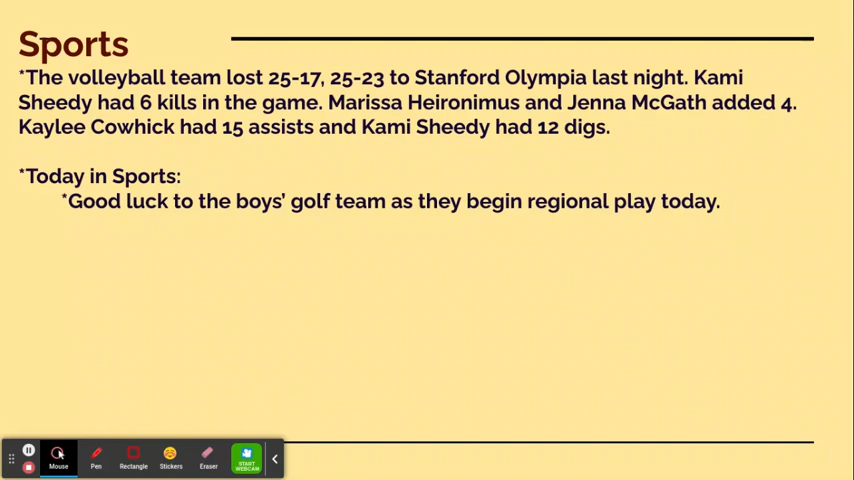 Sports
*The volleyball team lost 25-17, 25-23 to Stanford Olympia last night. Kami
Sheedy had 6 kills in the game. Marissa Heironimus and Jenna McGath added 4.
Kaylee Cowhick had 15 assists and Kami Sheedy had 12 digs.
*Today in Sports:
*Good luck to the boys' golf team as they begin regional play today.
Mouse Pen Rectangle Stickers Eraser START WEBCAM